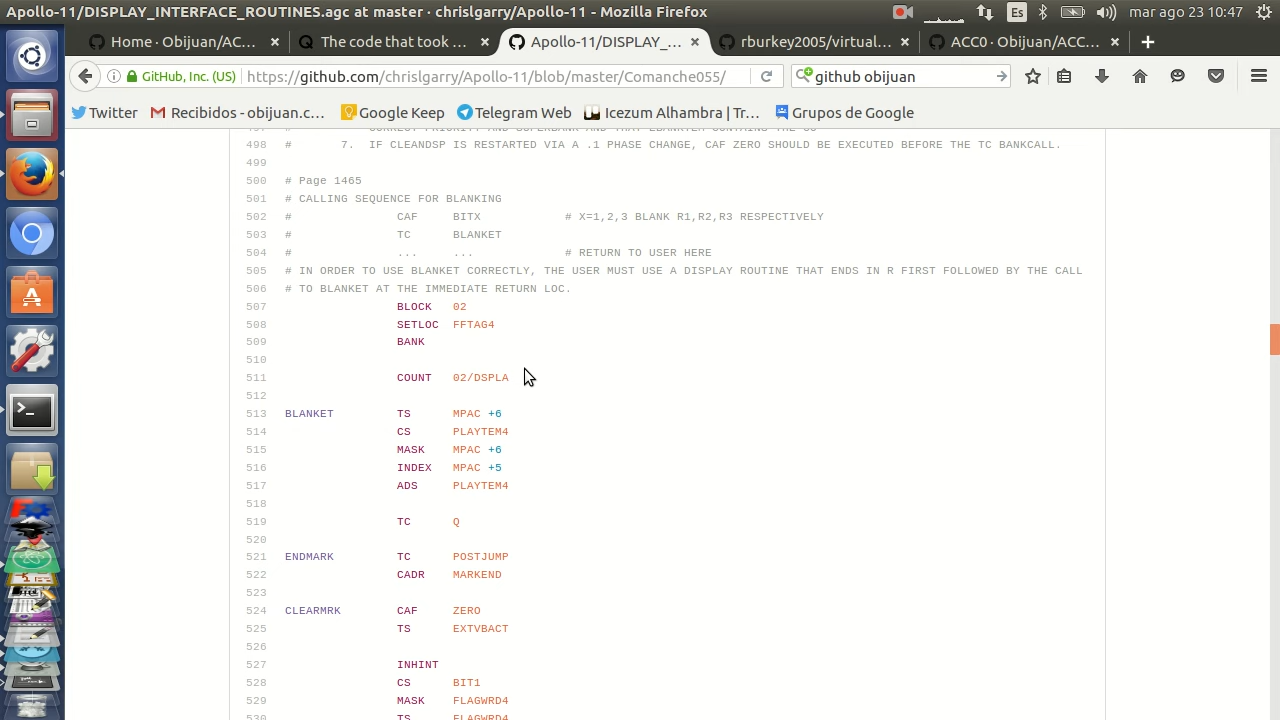 Apollo-11/DISPLAY_INTERFACE_ROUTINES.agc at master · chrislgarry/Apollo-11 - Mozilla Firefox
Es
mar ago 23 10:47
Home · Obijuan/AC... ×
The code that took ... ×
Apollo-11/DISPLAY_... ×
rburkey2005/virtual... ×
ACC0 · Obijuan/ACC... ×
GitHub, Inc. (US)
https://github.com/chrislgarry/Apollo-11/blob/master/Comanche055/
github obijuan
Twitter
Recibidos - obijuan.c...
Google Keep
Telegram Web
Icezum Alhambra | Tr...
Grupos de Google
498 # 7. IF CLEANDSP IS RESTARTED VIA A .1 PHASE CHANGE, CAF ZERO SHOULD BE EXECUTED BEFORE THE TC BANKCALL.
499
500 # Page 1465
501 # CALLING SEQUENCE FOR BLANKING
502 # CAF BITX # X=1,2,3 BLANK R1,R2,R3 RESPECTIVELY
503 # TC BLANKET
504 # ... ... # RETURN TO USER HERE
505 # IN ORDER TO USE BLANKET CORRECTLY, THE USER MUST USE A DISPLAY ROUTINE THAT ENDS IN R FIRST FOLLOWED BY THE CALL
506 # TO BLANKET AT THE IMMEDIATE RETURN LOC.
507 BLOCK 02
508 SETLOC FFTAG4
509 BANK
510
511 COUNT 02/DSPLA
512
513 BLANKET TS MPAC +6
514 CS PLAYTEM4
515 MASK MPAC +6
516 INDEX MPAC +5
517 ADS PLAYTEM4
518
519 TC Q
520
521 ENDMARK TC POSTJUMP
522 CADR MARKEND
523
524 CLEARMRK CAF ZERO
525 TS EXTVBACT
526
527 INHINT
528 CS BIT1
529 MASK FLAGWRD4
530 TS FLAGWRD4